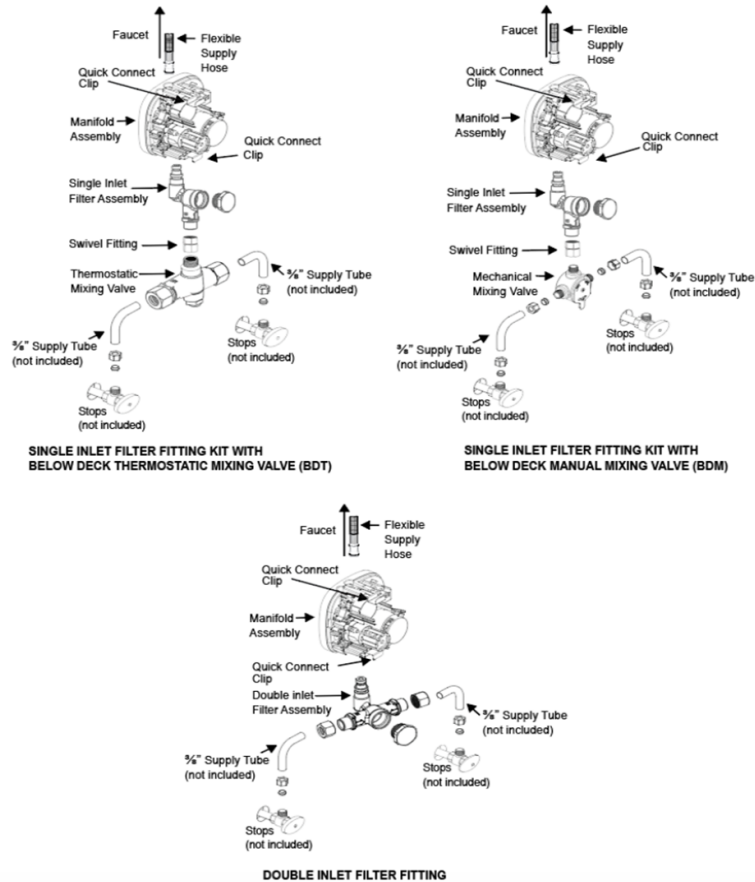 Faucet
Flexible
Supply
Hose
Quick Connect
Clip
Manifold
Assembly
Quick Connect
Clip
Single Inlet
Filter Assembly
Swivel Fitting
Thermostatic
Mixing Valve
⅜" Supply Tube
(not included)
⅜" Supply Tube
(not included)
Stops
(not included)
Stops
(not included)
SINGLE INLET FILTER FITTING KIT WITH
BELOW DECK THERMOSTATIC MIXING VALVE (BDT)
Faucet
Flexible
Supply
Hose
Quick Connect
Clip
Manifold
Assembly
Quick Connect
Clip
Single Inlet
Filter Assembly
Swivel Fitting
Mechanical
Mixing Valve
⅜" Supply Tube
(not included)
Stops
(not included)
⅜" Supply Tube
(not included)
Stops
(not included)
SINGLE INLET FILTER FITTING KIT WITH
BELOW DECK MANUAL MIXING VALVE (BDM)
Faucet
Flexible
Supply
Hose
Quick Connect
Clip
Manifold
Assembly
Quick Connect
Clip
Double inlet
Filter Assembly
⅜" Supply Tube
(not included)
⅜" Supply Tube
(not included)
Stops
(not included)
Stops
(not included)
DOUBLE INLET FILTER FITTING